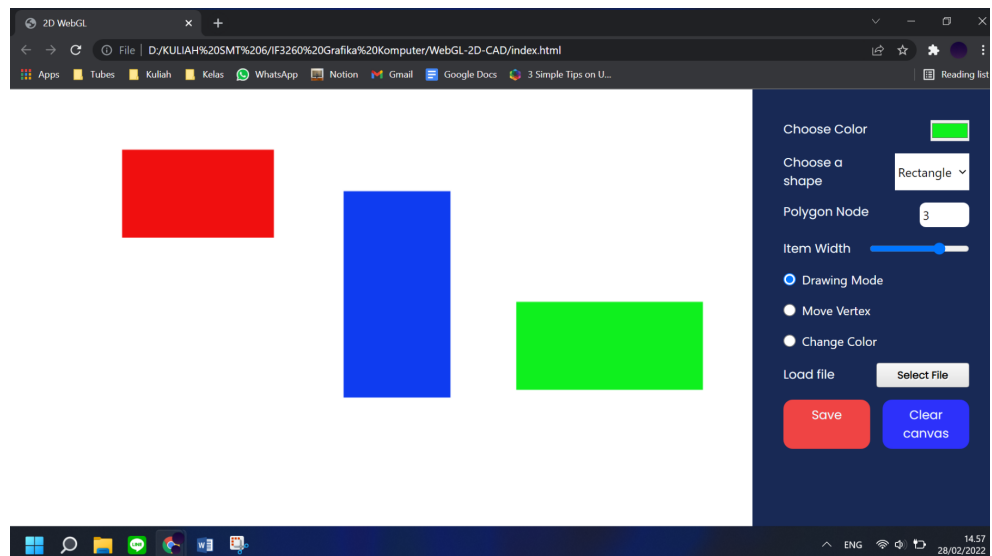 2D WebGL
File | D:/KULIAH%20SMT%206/IF3260%20Grafika%20Komputer/WebGL-2D-CAD/index.html
Apps Tubes Kuliah Kelas WhatsApp Notion Gmail Google Docs 3 Simple Tips on U... Reading list
Choose Color
Choose a
shape
Rectangle
Polygon Node
3
Item Width
Drawing Mode
Move Vertex
Change Color
Load file
Select File
Save
Clear
canvas
ENG
14.57
28/02/2022